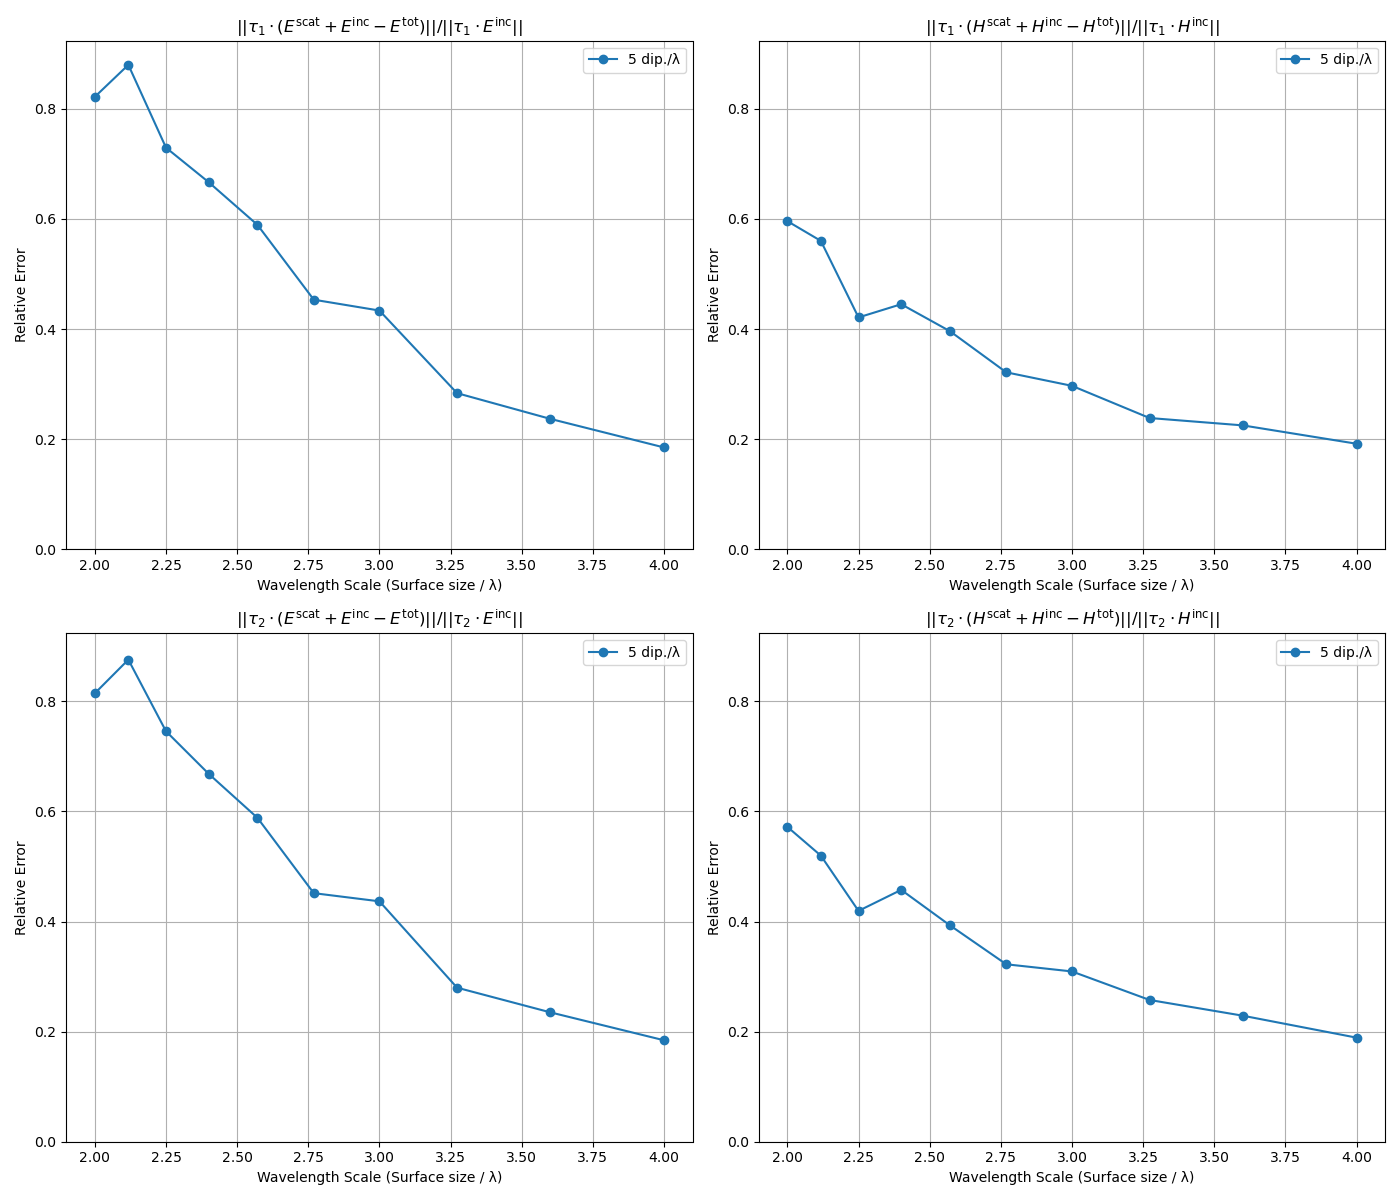 ||τ₁ · (E^scat + E^inc − E^tot)||/||τ₁ · E^inc||
5 dip./λ
Relative Error
0.8
0.6
0.4
0.2
0.0
2.00 2.25 2.50 2.75 3.00 3.25 3.50 3.75 4.00
Wavelength Scale (Surface size / λ)
||τ₁ · (H^scat + H^inc − H^tot)||/||τ₁ · H^inc||
5 dip./λ
Relative Error
0.8
0.6
0.4
0.2
0.0
2.00 2.25 2.50 2.75 3.00 3.25 3.50 3.75 4.00
Wavelength Scale (Surface size / λ)
||τ₂ · (E^scat + E^inc − E^tot)||/||τ₂ · E^inc||
5 dip./λ
Relative Error
0.8
0.6
0.4
0.2
0.0
2.00 2.25 2.50 2.75 3.00 3.25 3.50 3.75 4.00
Wavelength Scale (Surface size / λ)
||τ₂ · (H^scat + H^inc − H^tot)||/||τ₂ · H^inc||
5 dip./λ
Relative Error
0.8
0.6
0.4
0.2
0.0
2.00 2.25 2.50 2.75 3.00 3.25 3.50 3.75 4.00
Wavelength Scale (Surface size / λ)